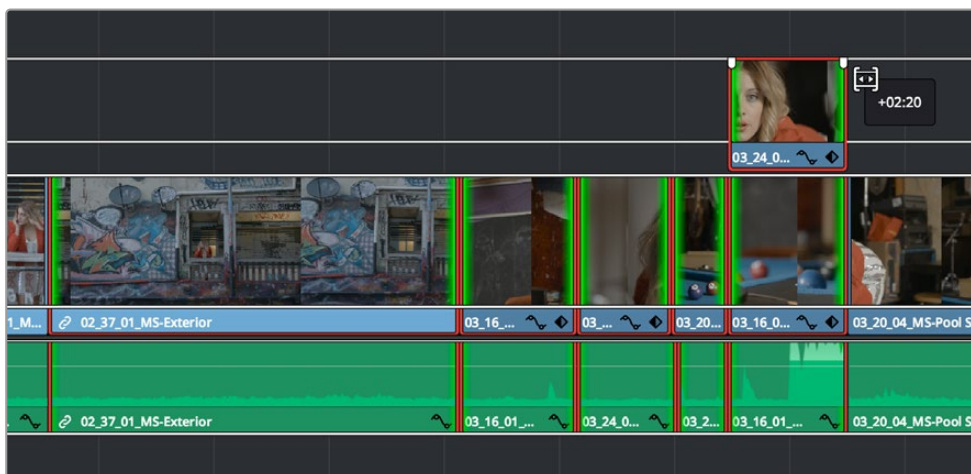 +02:20
03_24_0...
1_M...
02_37_01_MS-Exterior
03_16_...
03_...
03_20...
03_16_0...
03_20_04_MS-Pool S
02_37_01_MS-Exterior
03_16_01_...
03_24_0...
03_2...
03_16_01_...
03_20_04_MS-Pool S